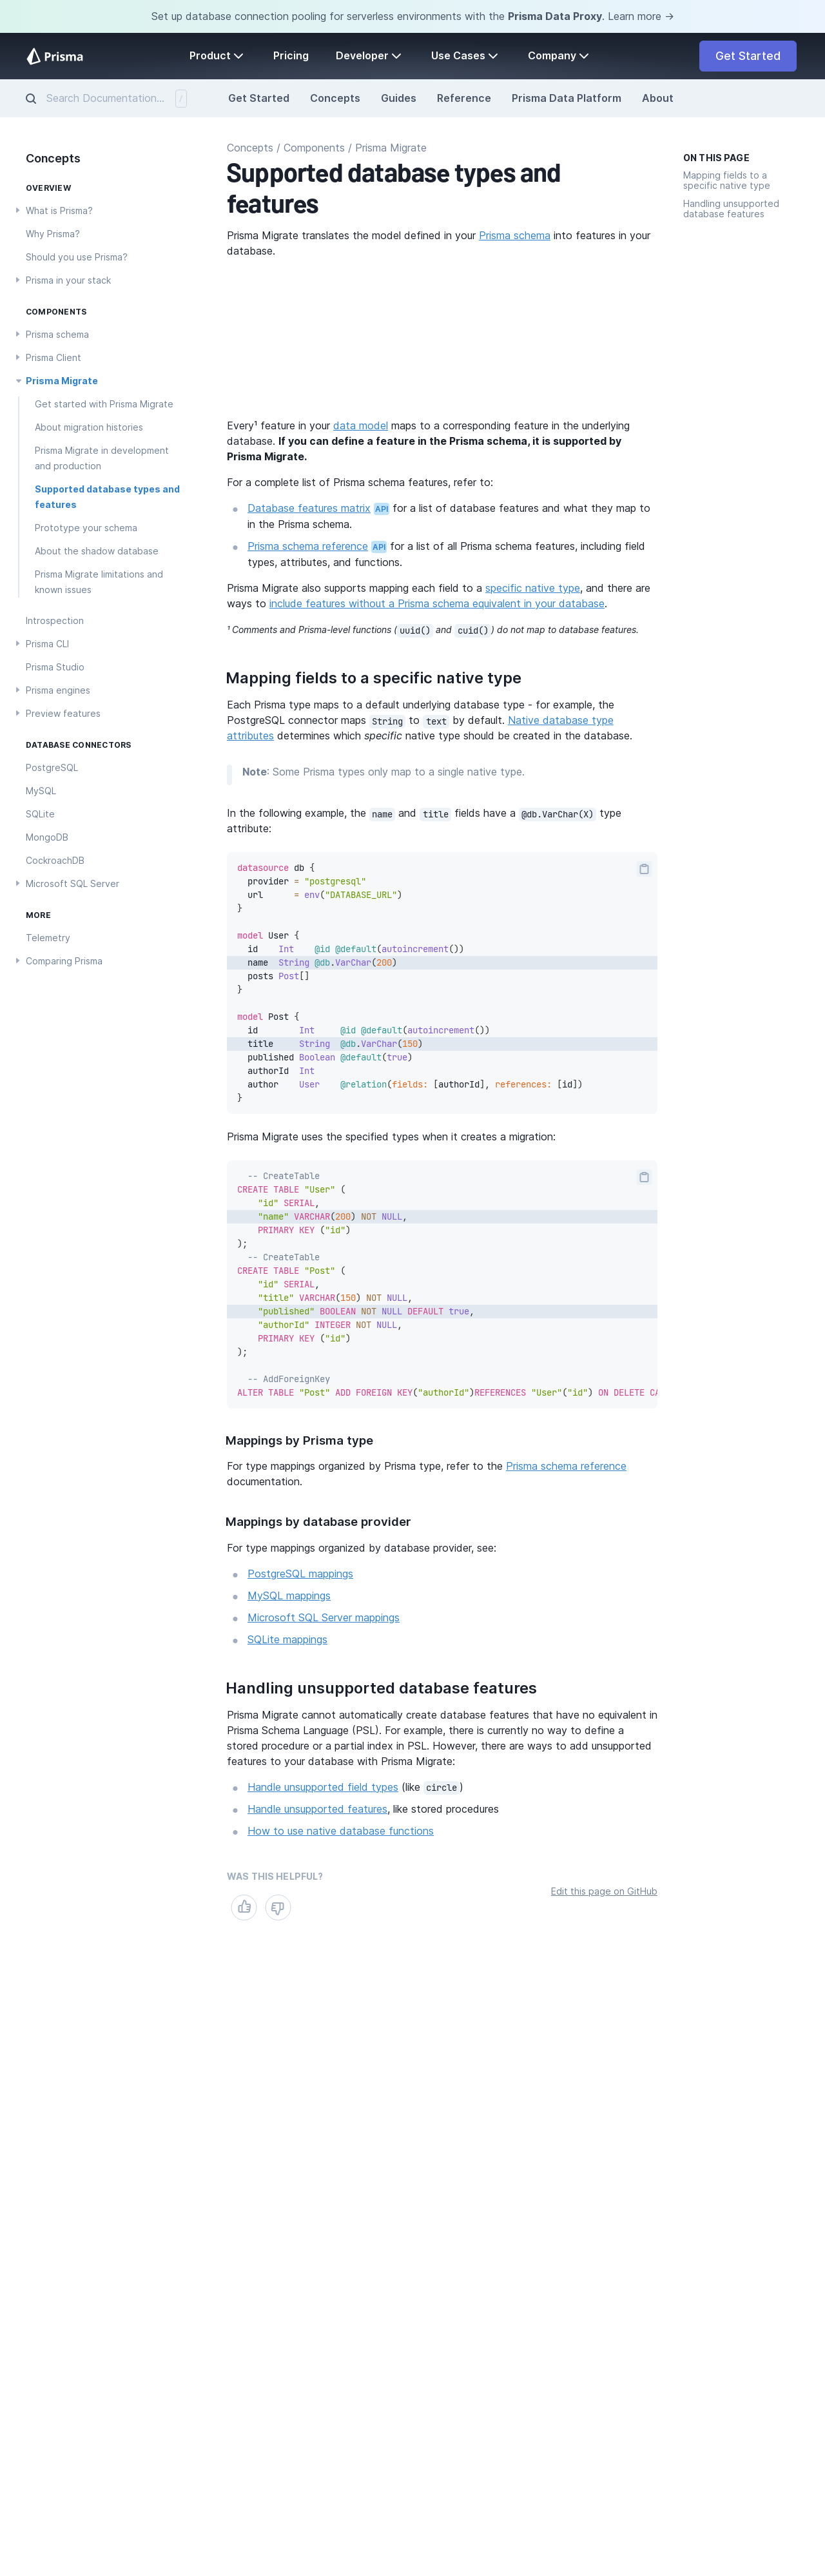 Set up database connection pooling for serverless environments with the Prisma Data Proxy. Learn more →
Prisma
Product
Pricing
Developer
Use Cases
Company
Get Started
Search Documentation...
/
Get Started
Concepts
Guides
Reference
Prisma Data Platform
About
Concepts
OVERVIEW
What is Prisma?
Why Prisma?
Should you use Prisma?
Prisma in your stack
COMPONENTS
Prisma schema
Prisma Client
Prisma Migrate
Get started with Prisma Migrate
About migration histories
Prisma Migrate in development
and production
Supported database types and
features
Prototype your schema
About the shadow database
Prisma Migrate limitations and
known issues
Introspection
Prisma CLI
Prisma Studio
Prisma engines
Preview features
DATABASE CONNECTORS
PostgreSQL
MySQL
SQLite
MongoDB
CockroachDB
Microsoft SQL Server
MORE
Telemetry
Comparing Prisma
Concepts / Components / Prisma Migrate
Supported database types and
features
Prisma Migrate translates the model defined in your Prisma schema into features in your
database.
Every¹ feature in your data model maps to a corresponding feature in the underlying
database. If you can define a feature in the Prisma schema, it is supported by
Prisma Migrate.
For a complete list of Prisma schema features, refer to:
Database features matrix API for a list of database features and what they map to
in the Prisma schema.
Prisma schema reference API for a list of all Prisma schema features, including field
types, attributes, and functions.
Prisma Migrate also supports mapping each field to a specific native type, and there are
ways to include features without a Prisma schema equivalent in your database.
¹ Comments and Prisma-level functions (uuid() and cuid()) do not map to database features.
Mapping fields to a specific native type
Each Prisma type maps to a default underlying database type - for example, the
PostgreSQL connector maps String to text by default. Native database type
attributes determines which specific native type should be created in the database.
Note: Some Prisma types only map to a single native type.
In the following example, the name and title fields have a @db.VarChar(X) type
attribute:
datasource db {
  provider = "postgresql"
  url      = env("DATABASE_URL")
}
model User {
  id    Int    @id @default(autoincrement())
  name  String @db.VarChar(200)
  posts Post[]
}
model Post {
  id        Int     @id @default(autoincrement())
  title     String  @db.VarChar(150)
  published Boolean @default(true)
  authorId  Int
  author    User    @relation(fields: [authorId], references: [id])
}
Prisma Migrate uses the specified types when it creates a migration:
  -- CreateTable
CREATE TABLE "User" (
    "id" SERIAL,
    "name" VARCHAR(200) NOT NULL,
    PRIMARY KEY ("id")
);
  -- CreateTable
CREATE TABLE "Post" (
    "id" SERIAL,
    "title" VARCHAR(150) NOT NULL,
    "published" BOOLEAN NOT NULL DEFAULT true,
    "authorId" INTEGER NOT NULL,
    PRIMARY KEY ("id")
);
  -- AddForeignKey
ALTER TABLE "Post" ADD FOREIGN KEY("authorId")REFERENCES "User"("id") ON DELETE CA
Mappings by Prisma type
For type mappings organized by Prisma type, refer to the Prisma schema reference
documentation.
Mappings by database provider
For type mappings organized by database provider, see:
PostgreSQL mappings
MySQL mappings
Microsoft SQL Server mappings
SQLite mappings
Handling unsupported database features
Prisma Migrate cannot automatically create database features that have no equivalent in
Prisma Schema Language (PSL). For example, there is currently no way to define a
stored procedure or a partial index in PSL. However, there are ways to add unsupported
features to your database with Prisma Migrate:
Handle unsupported field types (like circle)
Handle unsupported features, like stored procedures
How to use native database functions
WAS THIS HELPFUL?
Edit this page on GitHub
ON THIS PAGE
Mapping fields to a
specific native type
Handling unsupported
database features